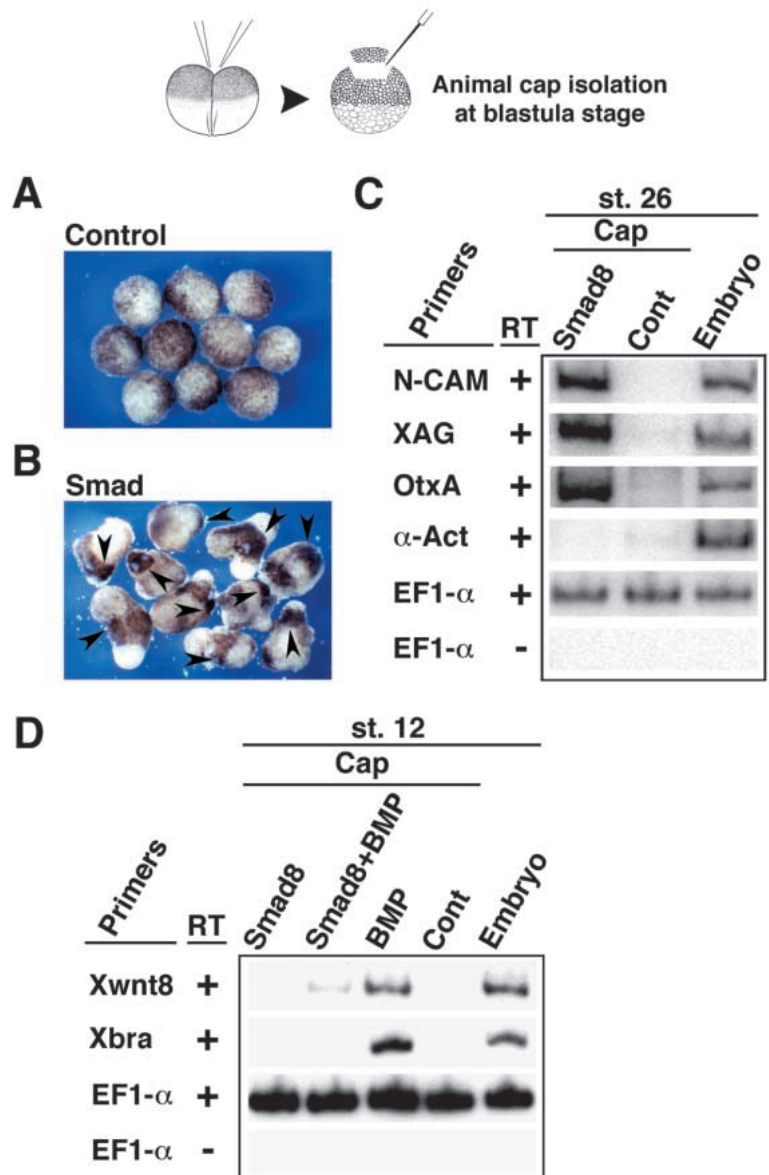 Animal cap isolation
at blastula stage
A
Control
B
Smad
C
st. 26
Cap
Primers
RT
Smad8
Cont
Embryo
N-CAM +
XAG +
OtxA +
α-Act +
EF1-α +
EF1-α -
D
st. 12
Cap
Primers
RT
Smad8
Smad8+BMP
BMP
Cont
Embryo
Xwnt8 +
Xbra +
EF1-α +
EF1-α -